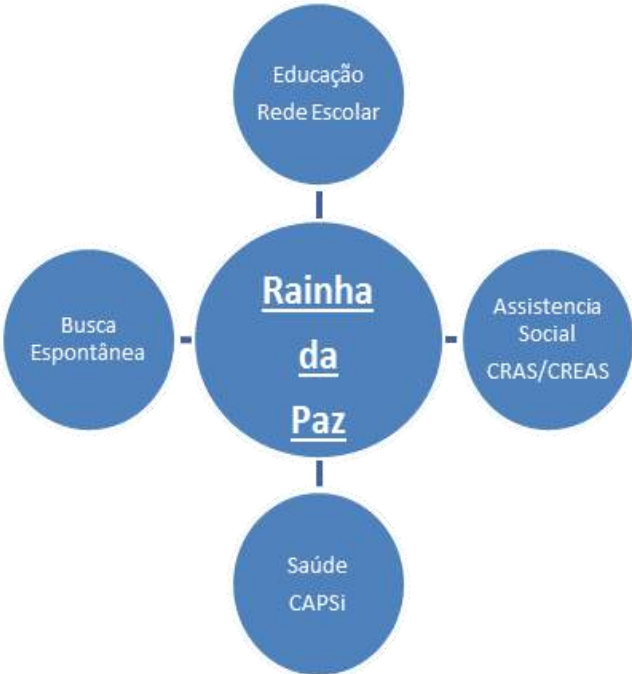 Educação
Rede Escolar
Rainha
da
Paz
Busca
Espontânea
Assistencia
Social
CRAS/CREAS
Saúde
CAPSi